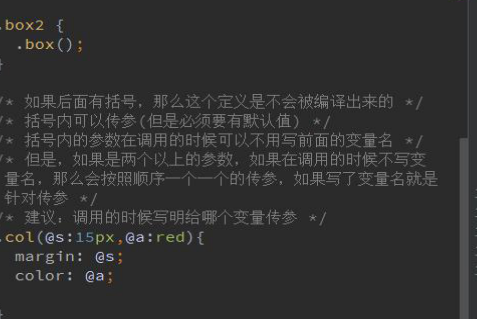 .box2 {
.box();
}
/* 如果后面有括号，那么这个定义是不会被编译出来的 */
/* 括号内可以传参(但是必须要有默认值) */
/* 括号内的参数在调用的时候可以不用写前面的变量名 */
/* 但是，如果是两个以上的参数，如果在调用的时候不写变
量名，那么会按照顺序一个一个的传参，如果写了变量名就是
针对传参 */
/* 建议：调用的时候写明给哪个变量传参 */
.col(@s:15px,@a:red){
margin: @s;
color: @a;
}